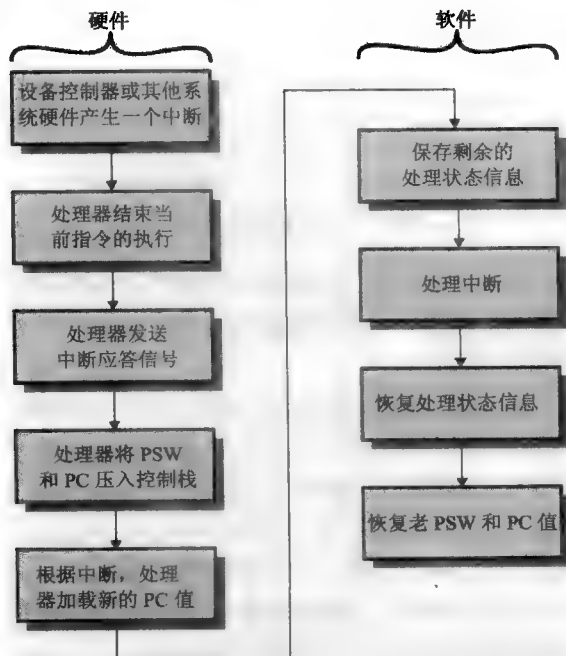 硬件
设备控制器或其他系
统硬件产生一个中断
处理器结束当
前指令的执行
处理器发送
中断应答信号
处理器将 PSW
和 PC 压入控制栈
根据中断，处理
器加载新的 PC 值
软件
保存剩余的
处理状态信息
处理中断
恢复处理状态信息
恢复老 PSW 和 PC 值